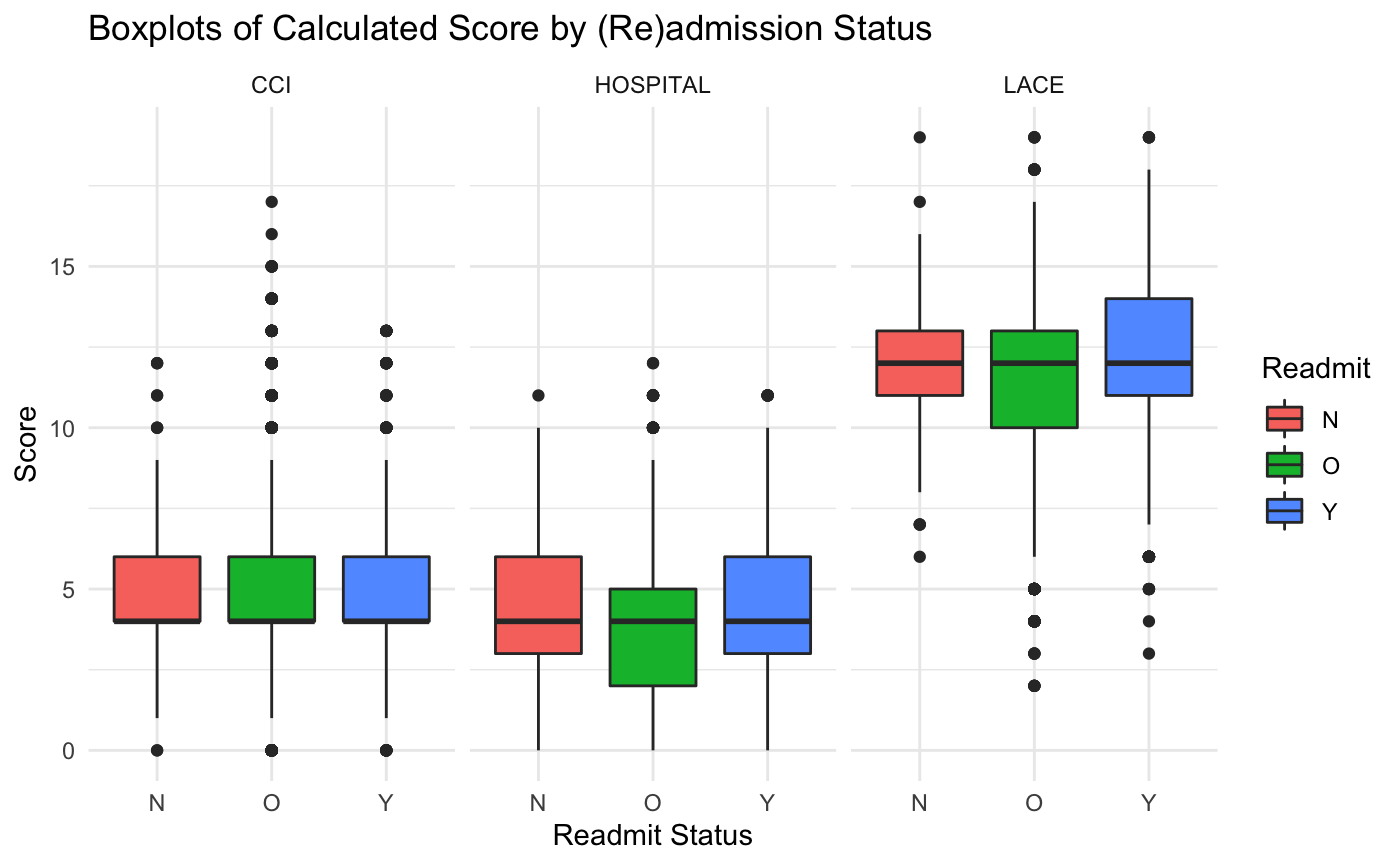 Boxplots of Calculated Score by (Re)admission Status
CCI HOSPITAL LACE
15
10
5
0
Score
N O Y N O Y N O Y
Readmit Status
Readmit
N
O
Y